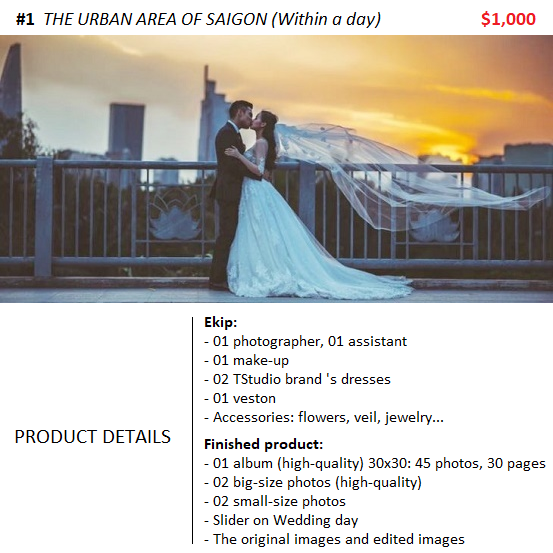 #1 THE URBAN AREA OF SAIGON (Within a day) $1,000
Ekip:
- 01 photographer, 01 assistant
- 01 make-up
- 02 TStudio brand 's dresses
- 01 veston
- Accessories: flowers, veil, jewelry...
PRODUCT DETAILS
Finished product:
- 01 album (high-quality) 30x30: 45 photos, 30 pages
- 02 big-size photos (high-quality)
- 02 small-size photos
- Slider on Wedding day
- The original images and edited images